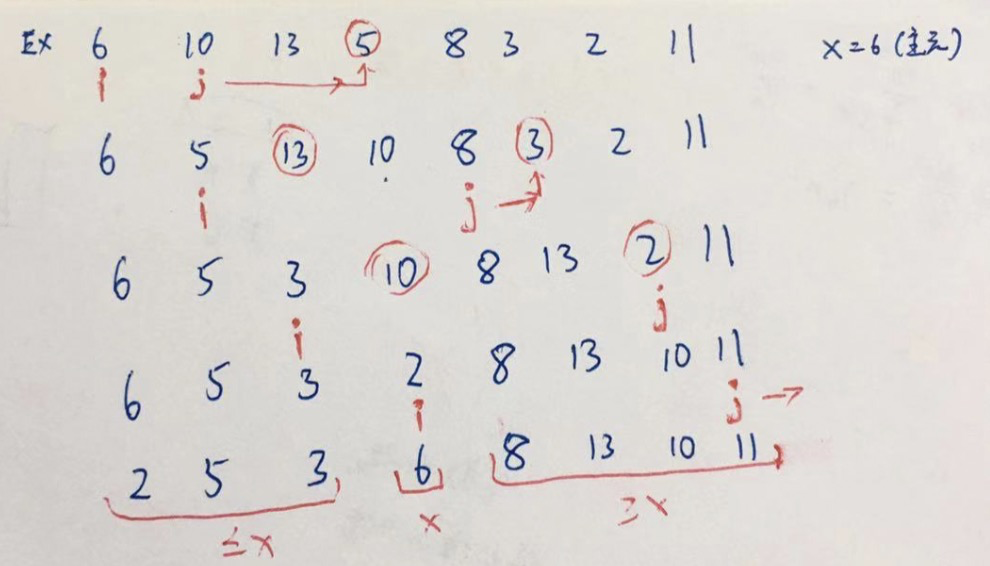 Ex 6 10 13 5 8 3 2 11 x=6 (主元)
i j
6 5 13 10 8 3 2 11
i j
6 5 3 10 8 13 2 11
i j
6 5 3 2 8 13 10 11
i j
2 5 3 6 8 13 10 11
≤x x ≥x